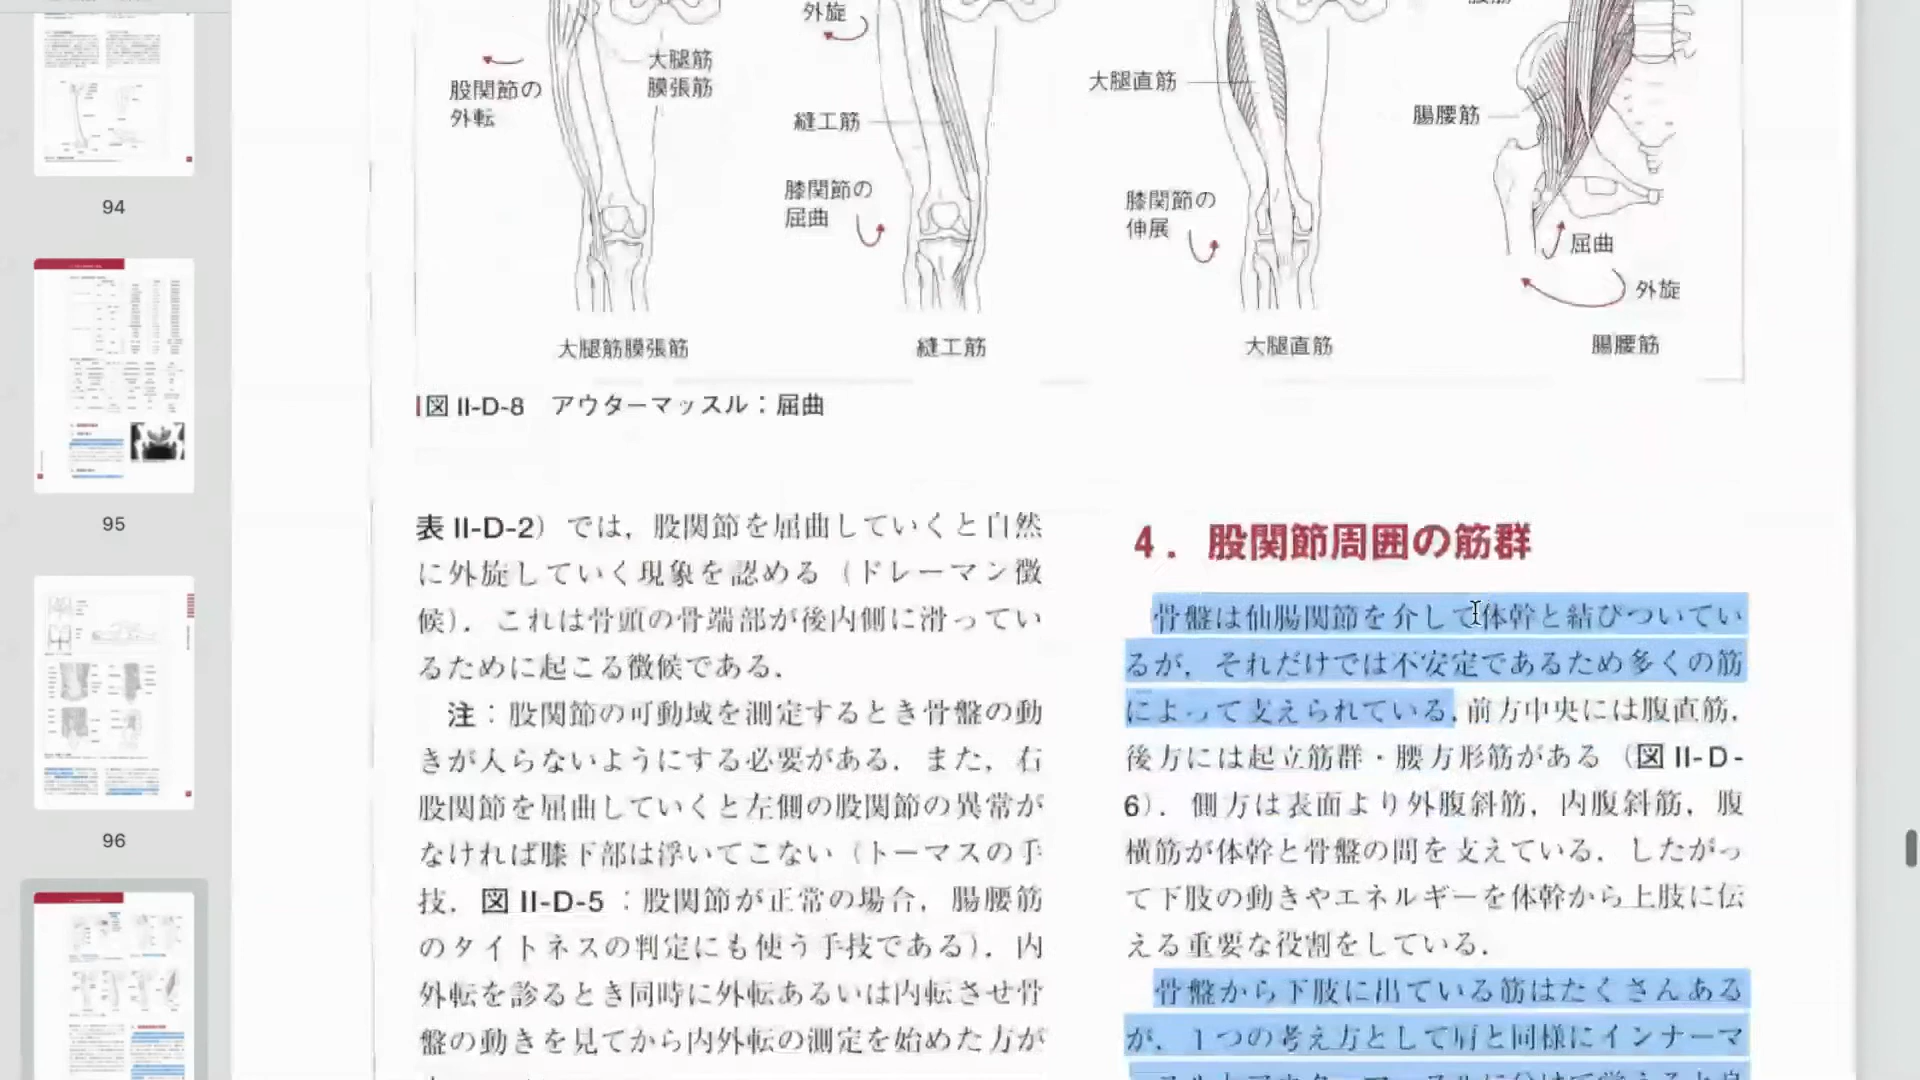 94
95
96
外旋
大腿筋
膜張筋
股関節の
外転
縫工筋
膝関節の
屈曲
大腿直筋
膝関節の
伸展
腸腰筋
屈曲
外旋
大腿筋膜張筋
縫工筋
大腿直筋
腸腰筋
図 II-D-8 アウターマッスル：屈曲
表 II-D-2）では，股関節を屈曲していくと自然
に外旋していく現象を認める（ドレーマン徴
候）．これは骨頭の骨端部が後内側に滑ってい
るために起こる徴候である．
注：股関節の可動域を測定するとき骨盤の動
きが入らないようにする必要がある．また，右
股関節を屈曲していくと左側の股関節の異常が
なければ膝下部は浮いてこない（トーマスの手
技．図 II-D-5：股関節が正常の場合，腸腰筋
のタイトネスの判定にも使う手技である）．内
外転を診るとき同時に外転あるいは内転させ骨
盤の動きを見てから内外転の測定を始めた方が
4．股関節周囲の筋群
骨盤は仙腸関節を介して体幹と結びついてい
るが，それだけでは不安定であるため多くの筋
によって支えられている．前方中央には腹直筋，
後方には起立筋群・腰方形筋がある（図 II-D-
6）．側方は表面より外腹斜筋，内腹斜筋，腹
横筋が体幹と骨盤の間を支えている．したがっ
て下肢の動きやエネルギーを体幹から上肢に伝
える重要な役割をしている．
骨盤から下肢に出ている筋はたくさんある
が，1つの考え方として肩と同様にインナーマ